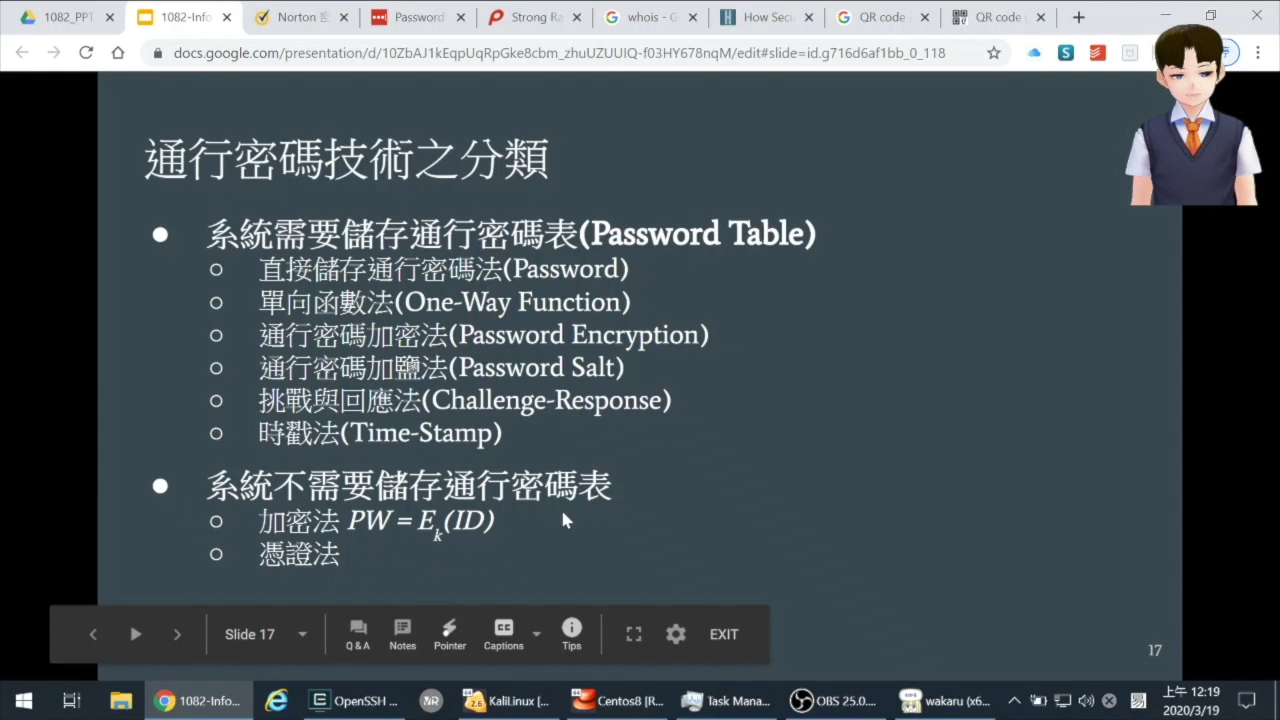 1082_PPT
1082-Info
Norton
Password
Strong Ra
whois - G
How Secu
QR code
QR code
docs.google.com/presentation/d/10ZbAJ1kEqpUqRpGke8cbm_zhuUZUUIQ-f03HY678nqM/edit#slide=id.g716d6af1bb_0_118
通行密碼技術之分類
系統需要儲存通行密碼表(Password Table)
直接儲存通行密碼法(Password)
單向函數法(One-Way Function)
通行密碼加密法(Password Encryption)
通行密碼加鹽法(Password Salt)
挑戰與回應法(Challenge-Response)
時戳法(Time-Stamp)
系統不需要儲存通行密碼表
加密法 PW = Ek(ID)
憑證法
Slide 17
Q & A
Notes
Pointer
CC
Captions
Tips
EXIT
17
1082-Info...
OpenSSH ...
KaliLinux [...
Centos8 [R...
Task Mana...
OBS 25.0....
wakaru (x6...
上午 12:19
2020/3/19